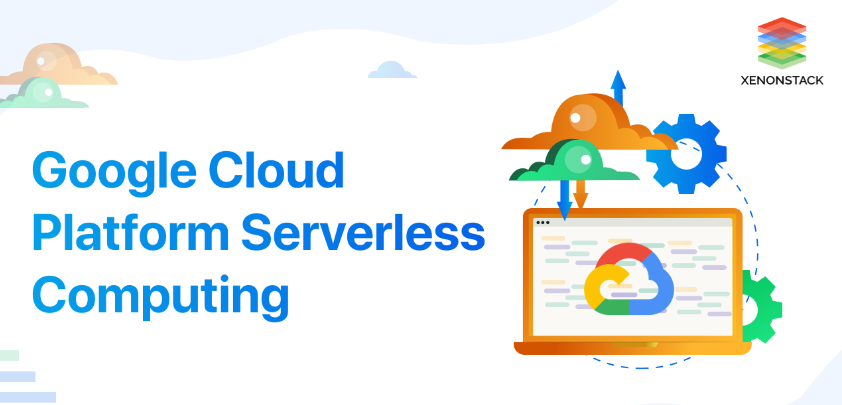 XENONSTACK
Google Cloud
Platform Serverless
Computing